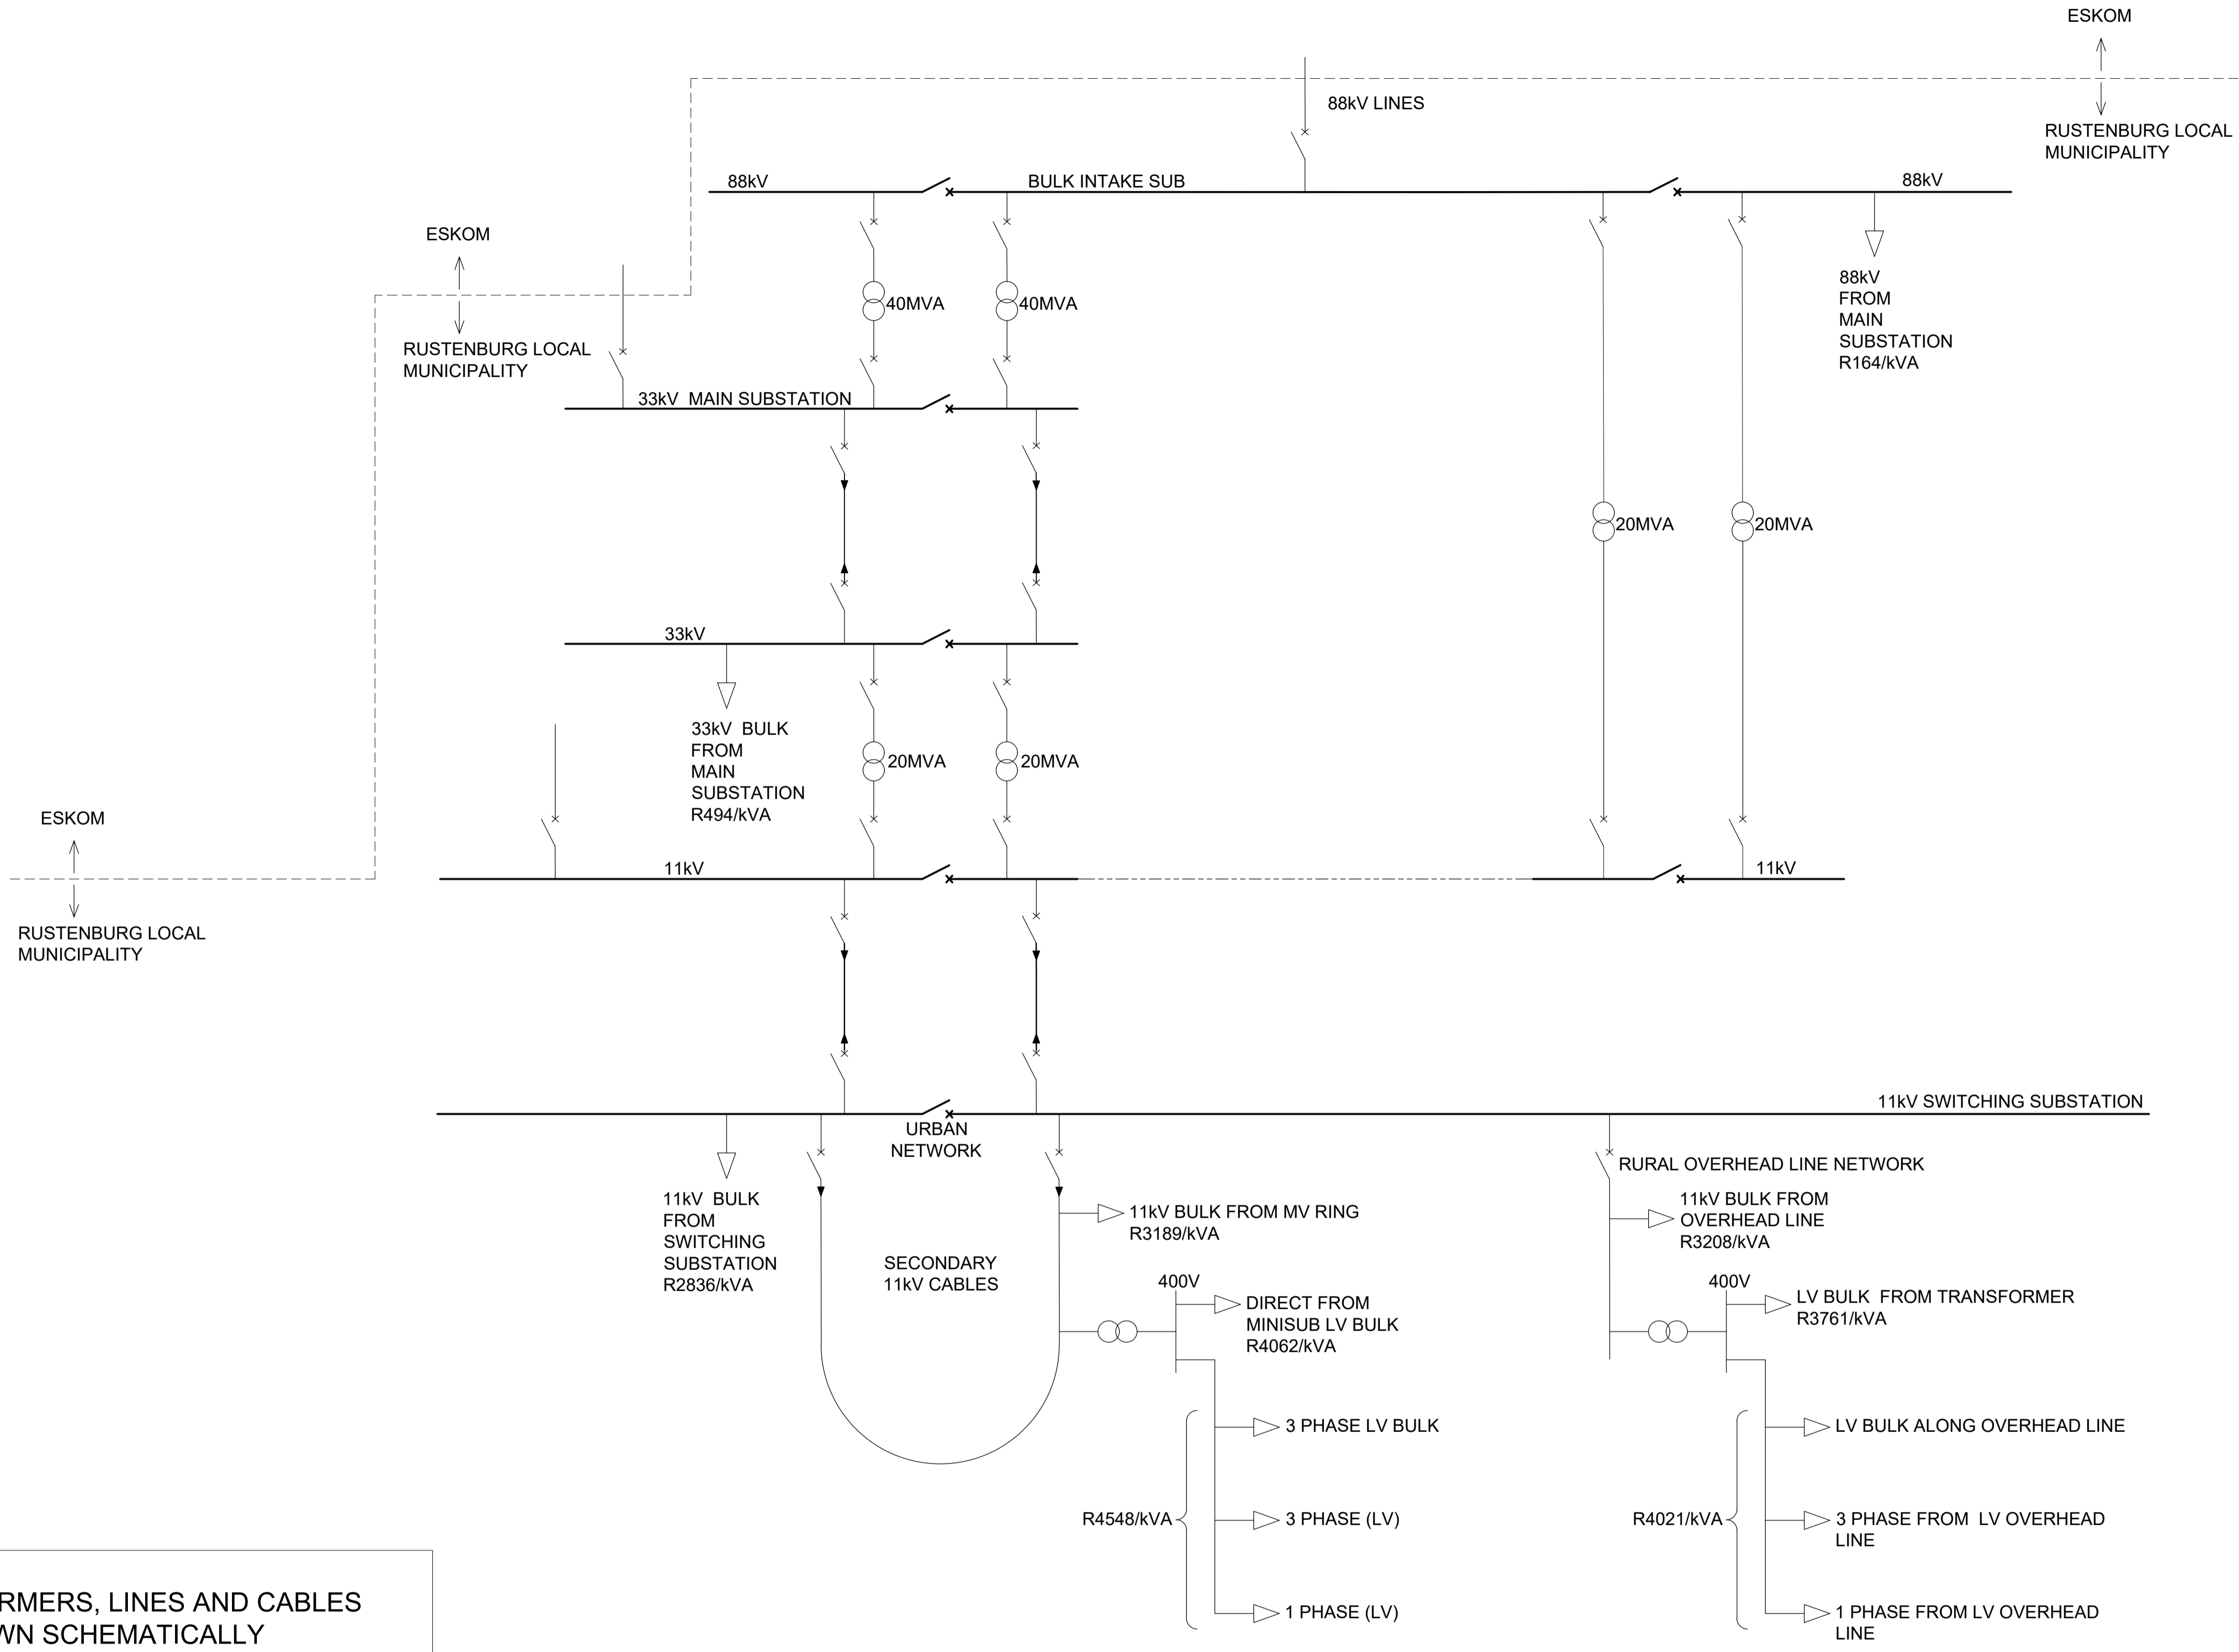 ESKOM
88kV LINES
RUSTENBURG LOCAL
MUNICIPALITY
88kV
BULK INTAKE SUB
88kV
ESKOM
RUSTENBURG LOCAL
MUNICIPALITY
40MVA
40MVA
88kV
FROM
MAIN
SUBSTATION
R164/kVA
33kV MAIN SUBSTATION
20MVA
20MVA
33kV
33kV BULK
FROM
MAIN
SUBSTATION
R494/kVA
20MVA
20MVA
ESKOM
RUSTENBURG LOCAL
MUNICIPALITY
11kV
11kV
11kV SWITCHING SUBSTATION
URBAN
NETWORK
11kV BULK
FROM
SWITCHING
SUBSTATION
R2836/kVA
SECONDARY
11kV CABLES
11kV BULK FROM MV RING
R3189/kVA
400V
DIRECT FROM
MINISUB LV BULK
R4062/kVA
3 PHASE LV BULK
R4548/kVA
3 PHASE (LV)
1 PHASE (LV)
RURAL OVERHEAD LINE NETWORK
11kV BULK FROM
OVERHEAD LINE
R3208/kVA
400V
LV BULK FROM TRANSFORMER
R3761/kVA
LV BULK ALONG OVERHEAD LINE
R4021/kVA
3 PHASE FROM LV OVERHEAD
LINE
1 PHASE FROM LV OVERHEAD
LINE
RMERS, LINES AND CABLES
WN SCHEMATICALLY